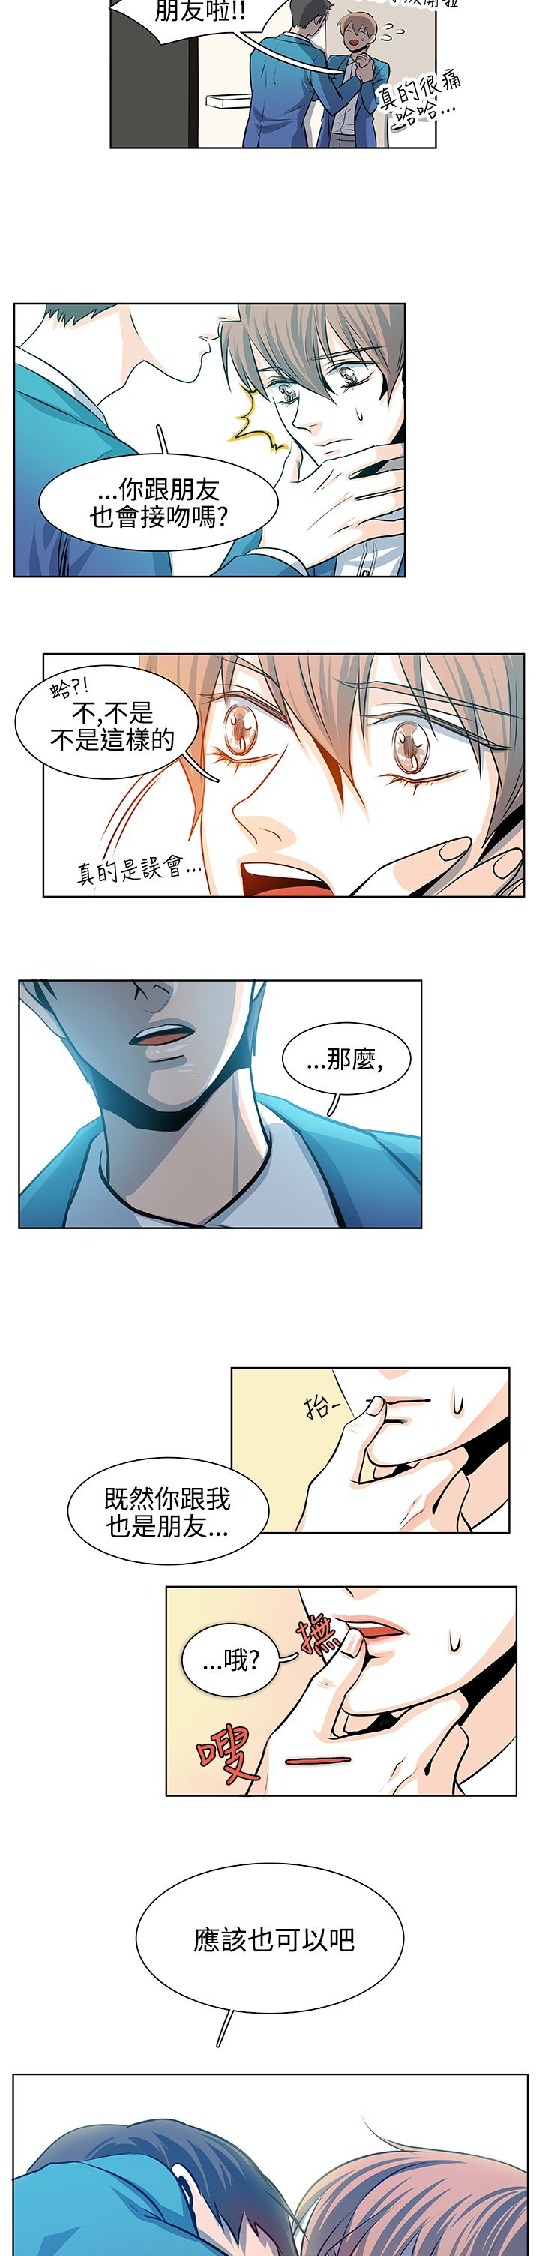 朋友啦!!
真的很痛
哈哈...
...你跟朋友
也會接吻嗎?
蛤?!
不,不是
不是這樣的
真的是誤會...
...那麼,
抬-
既然你跟我
也是朋友...
...哦?
撫
嗖
應該也可以吧